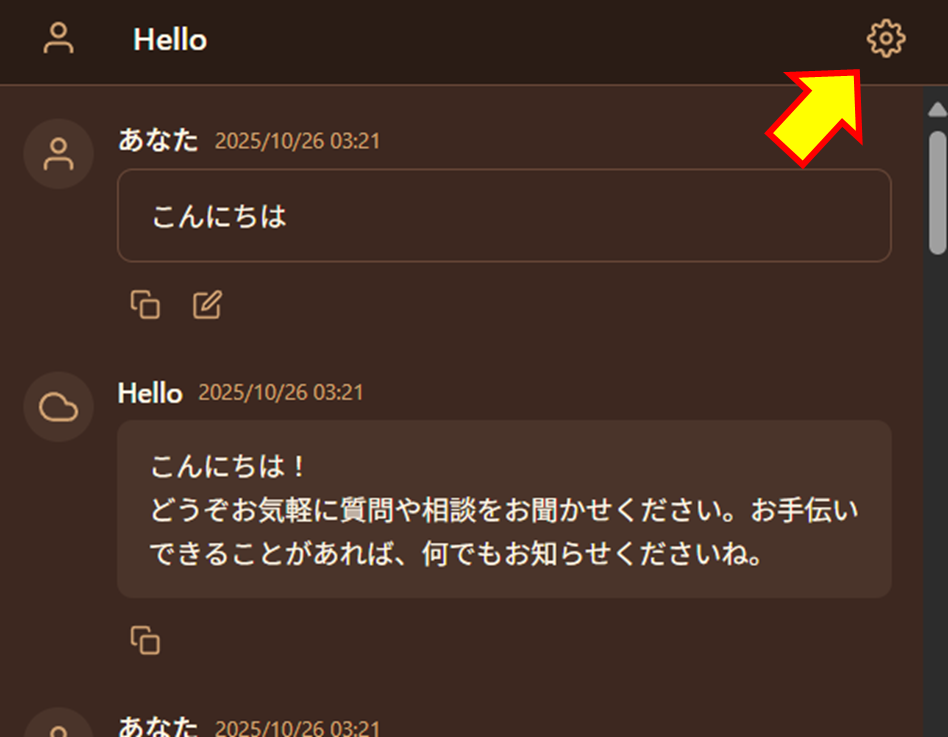 Hello
あなた 2025/10/26 03:21
こんにちは
Hello 2025/10/26 03:21
こんにちは！
どうぞお気軽に質問や相談をお聞かせください。お手伝い
できることがあれば、何でもお知らせくださいね。
あなた 2025/10/26 03:21